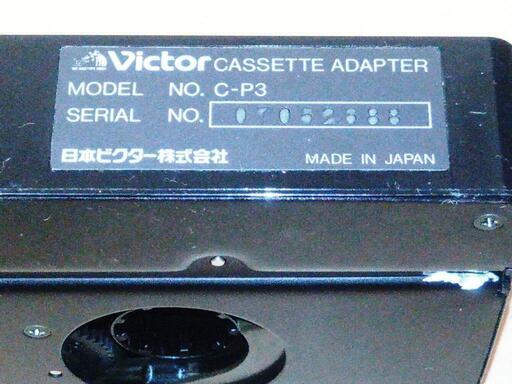 Victor CASSETTE ADAPTER
MODEL NO. C-P3
SERIAL NO. 07052688
日本ビクター株式会社 MADE IN JAPAN